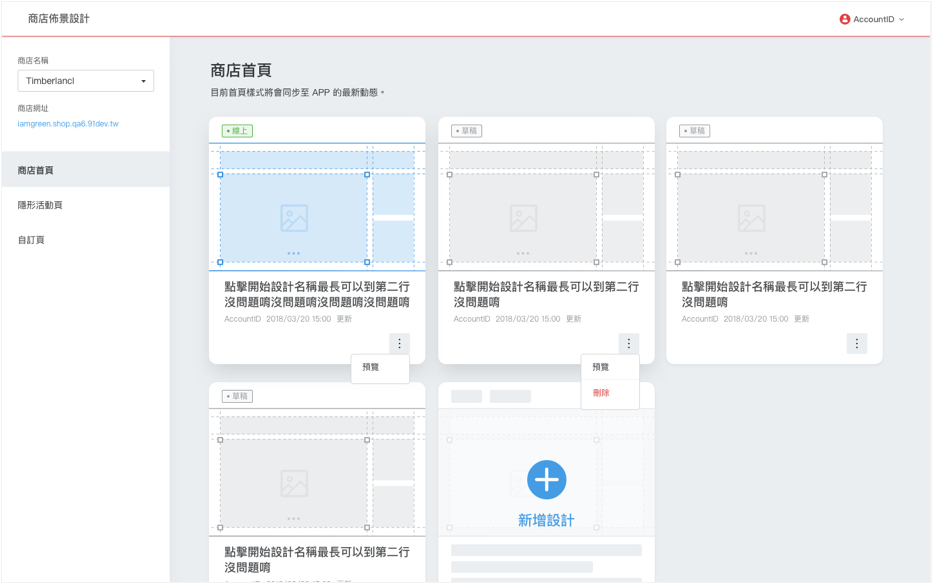 商店佈景設計
AccountID
商店名稱
Timberlancl
商店網址
iamgreen.shop.qa6.91dev.tw
商店首頁
隱形活動頁
自訂頁
商店首頁
目前首頁樣式將會同步至 APP 的最新動態。
線上
點擊開始設計名稱最長可以到第二行
沒問題唷沒問題唷沒問題唷沒問題唷
AccountID 2018/03/20 15:00 更新
預覽
草稿
點擊開始設計名稱最長可以到第二行
沒問題唷
AccountID 2018/03/20 15:00 更新
預覽
刪除
草稿
點擊開始設計名稱最長可以到第二行
沒問題唷
AccountID 2018/03/20 15:00 更新
草稿
點擊開始設計名稱最長可以到第二行
沒問題唷
新增設計